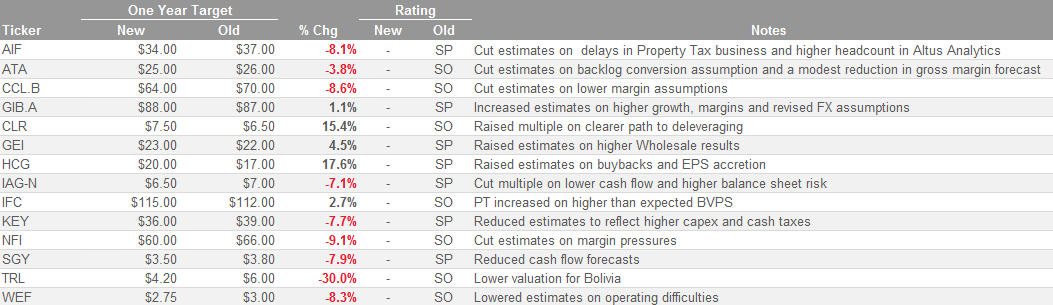 One Year Target Rating
Ticker New Old % Chg New Old Notes
AIF $34.00 $37.00 -8.1% - SP Cut estimates on delays in Property Tax business and higher headcount in Altus Analytics
ATA $25.00 $26.00 -3.8% - SO Cut estimates on backlog conversion assumption and a modest reduction in gross margin forecast
CCL.B $64.00 $70.00 -8.6% - SO Cut estimates on lower margin assumptions
GIB.A $88.00 $87.00 1.1% - SP Increased estimates on higher growth, margins and revised FX assumptions
CLR $7.50 $6.50 15.4% - SO Raised multiple on clearer path to deleveraging
GEI $23.00 $22.00 4.5% - SP Raised estimates on higher Wholesale results
HCG $20.00 $17.00 17.6% - SP Raised estimates on buybacks and EPS accretion
IAG-N $6.50 $7.00 -7.1% - SP Cut multiple on lower cash flow and higher balance sheet risk
IFC $115.00 $112.00 2.7% - SO PT increased on higher than expected BVPS
KEY $36.00 $39.00 -7.7% - SP Reduced estimates to reflect higher capex and cash taxes
NFI $60.00 $66.00 -9.1% - SO Cut estimates on margin pressures
SGY $3.50 $3.80 -7.9% - SP Reduced cash flow forecasts
TRL $4.20 $6.00 -30.0% - SO Lower valuation for Bolivia
WEF $2.75 $3.00 -8.3% - SO Lowered estimates on operating difficulties